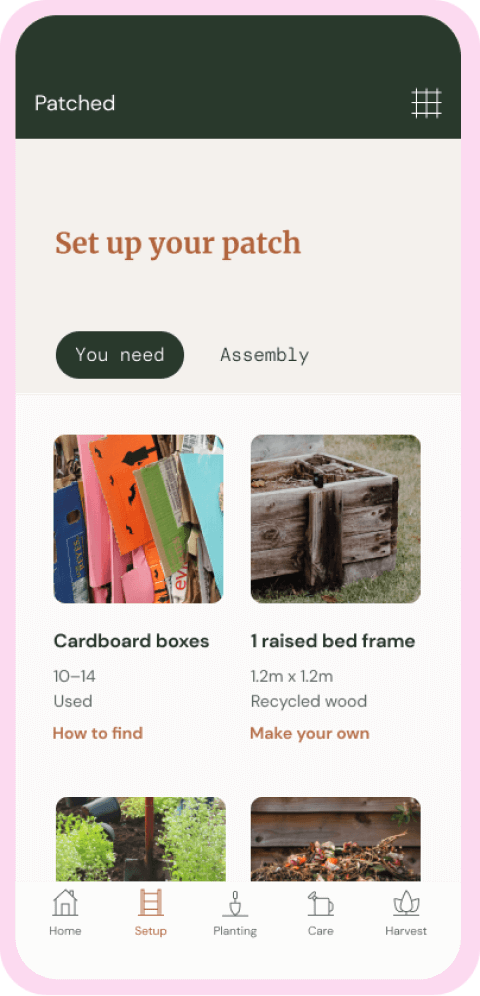 Patched
Set up your patch
You need
Assembly
Cardboard boxes
10–14
Used
How to find
1 raised bed frame
1.2m x 1.2m
Recycled wood
Make your own
Home
Setup
Planting
Care
Harvest